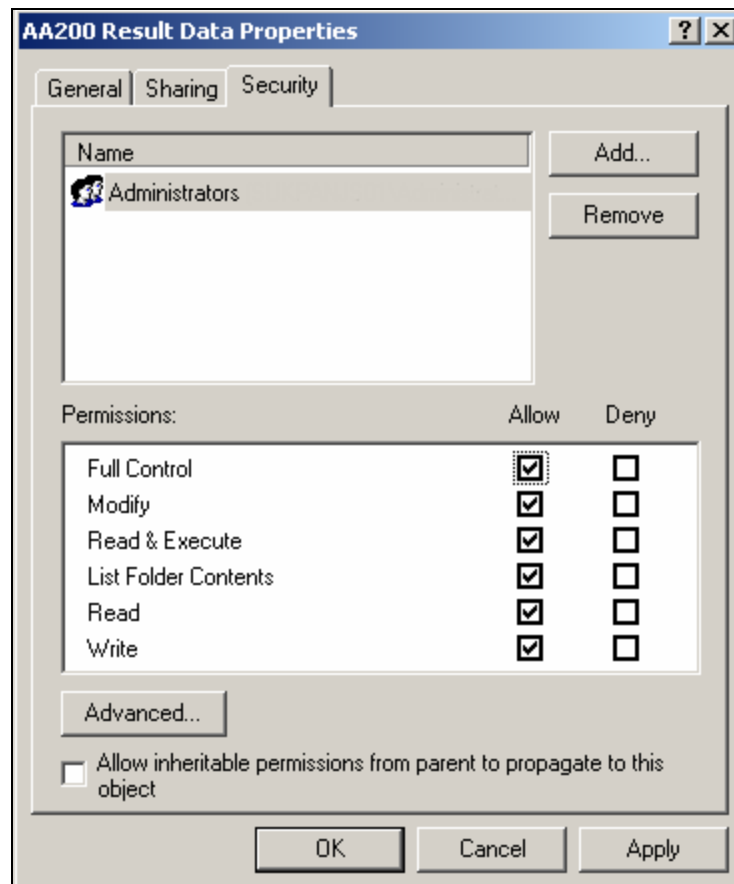 AA200 Result Data Properties
General Sharing Security
Name
Add...
Administrators
Remove
Permissions: Allow Deny
Full Control
Modify
Read & Execute
List Folder Contents
Read
Write
Advanced...
Allow inheritable permissions from parent to propagate to this
object
OK Cancel Apply